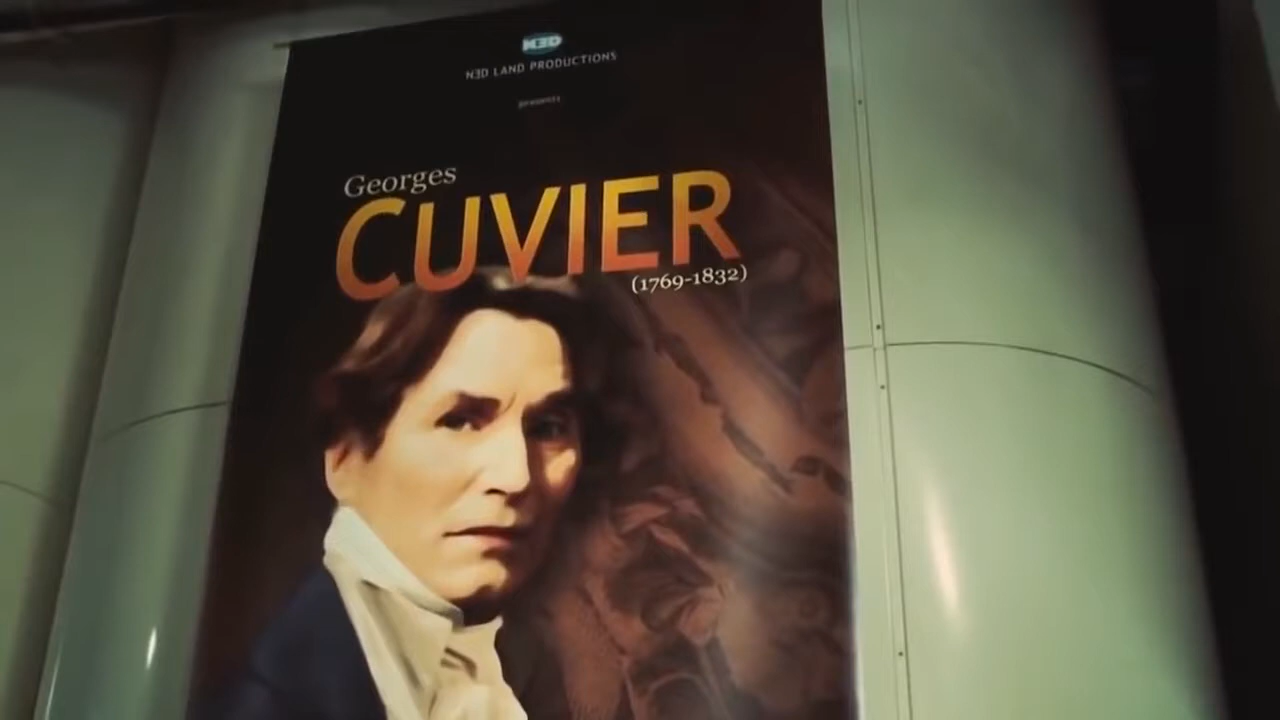 N3D
N3D LAND PRODUCTIONS
presents
Georges
CUVIER
(1769-1832)